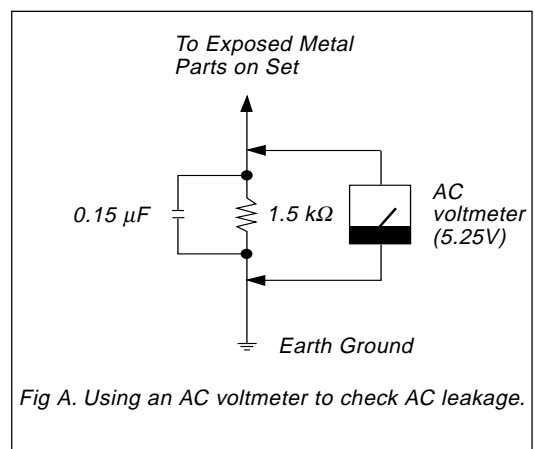 To Exposed Metal
Parts on Set
0.15 μF
1.5 kΩ
AC
voltmeter
(5.25V)
Earth Ground
Fig A. Using an AC voltmeter to check AC leakage.